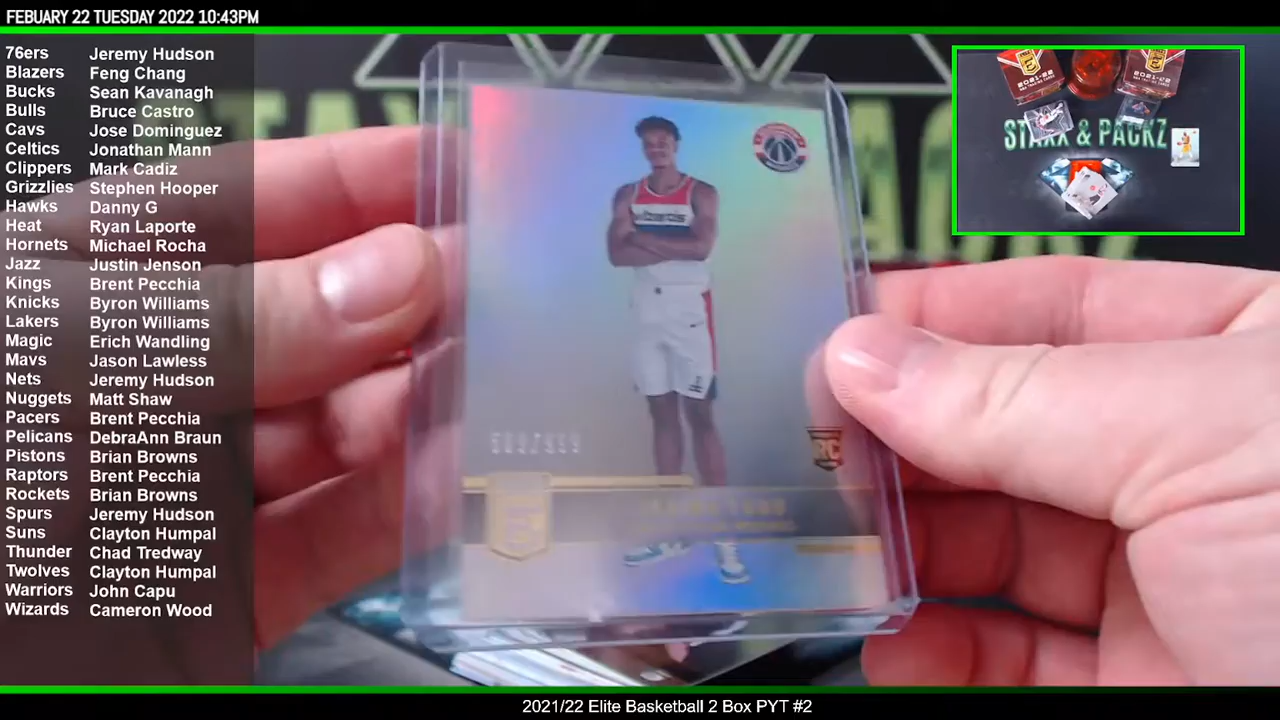 FEBUARY 22 TUESDAY 2022 10:43PM
76ers Jeremy Hudson
Blazers Feng Chang
Bucks Sean Kavanagh
Bulls Bruce Castro
Cavs Jose Dominguez
Celtics Jonathan Mann
Clippers Mark Cadiz
Grizzlies Stephen Hooper
Hawks Danny G
Heat Ryan Laporte
Hornets Michael Rocha
Jazz Justin Jenson
Kings Brent Pecchia
Knicks Byron Williams
Lakers Byron Williams
Magic Erich Wandling
Mavs Jason Lawless
Nets Jeremy Hudson
Nuggets Matt Shaw
Pacers Brent Pecchia
Pelicans DebraAnn Braun
Pistons Brian Browns
Raptors Brent Pecchia
Rockets Brian Browns
Spurs Jeremy Hudson
Suns Clayton Humpal
Thunder Chad Tredway
Twolves Clayton Humpal
Warriors John Capu
Wizards Cameron Wood
RC
2021-22
2021-22
STAXX & PACKZ
2021/22 Elite Basketball 2 Box PYT #2